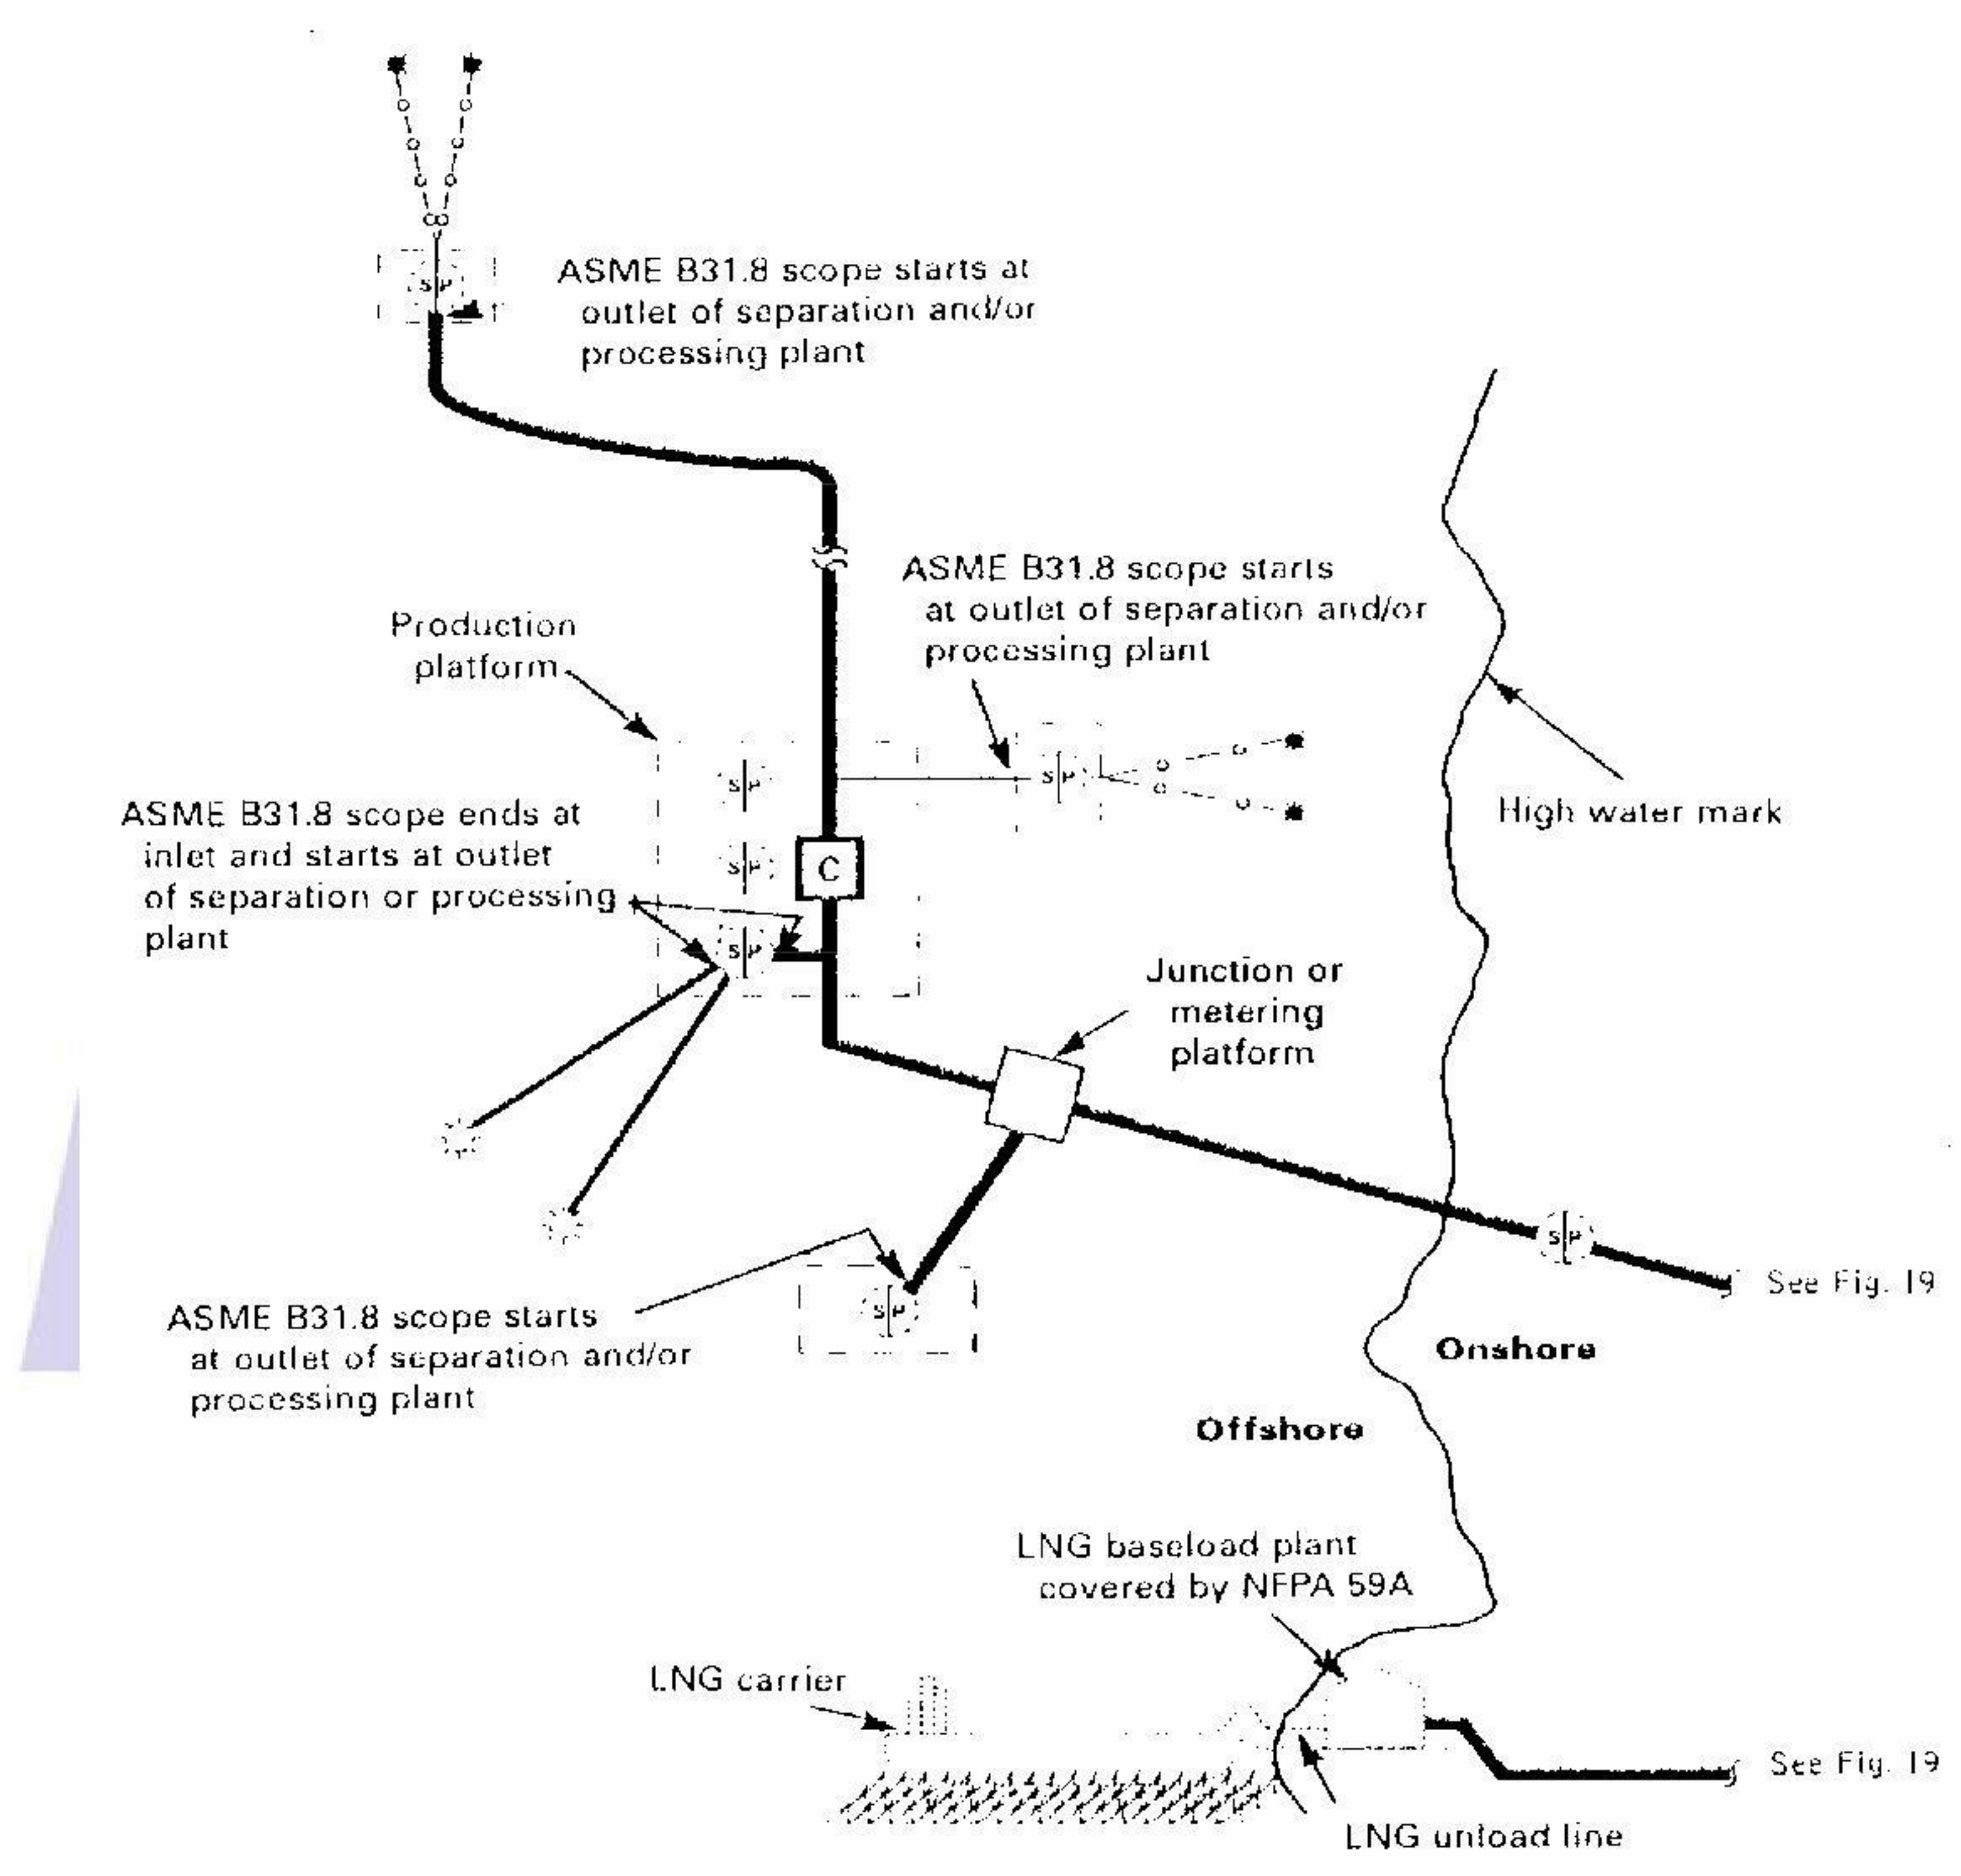 S P
ASME B31.8 scope starts at
outlet of separation and/or
processing plant
ASME B31.8 scope starts
at outlet of separation and/or
processing plant
Production
platform
S P
S P
High water mark
ASME B31.8 scope ends at
inlet and starts at outlet
of separation or processing
plant
S P
C
S P
Junction or
metering
platform
S P
See Fig. 19
ASME B31.8 scope starts
at outlet of separation and/or
processing plant
S P
Onshore
Offshore
LNG baseload plant
covered by NFPA 59A
LNG carrier
See Fig. 19
LNG unload line